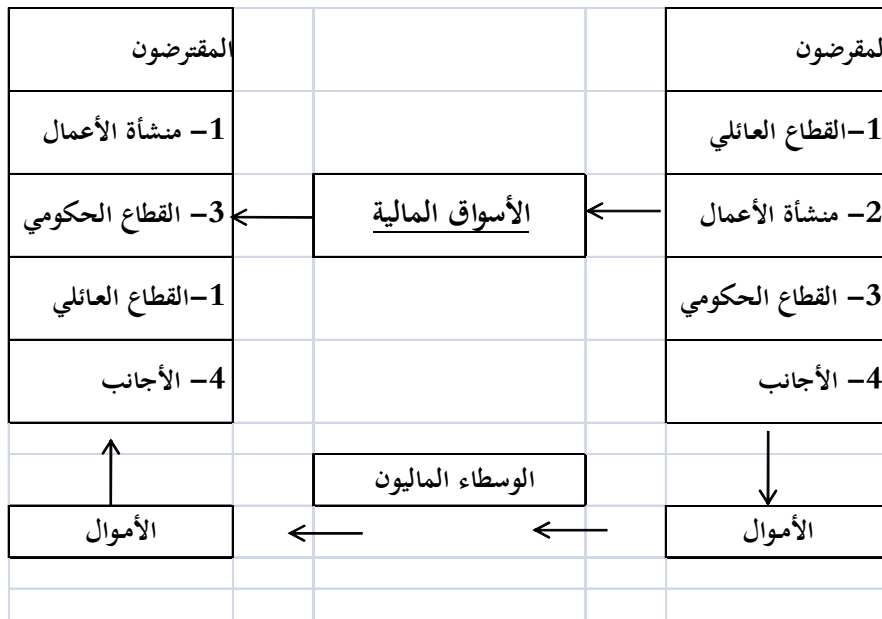 لمقرضون
1–القطاع العائلي
2– منشأة الأعمال
3– القطاع الحكومي
4– الأجانب
الأموال
الأسواق المالية
الوسطاء الماليون
المقترضون
1– منشأة الأعمال
3– القطاع الحكومي
1–القطاع العائلي
4– الأجانب
الأموال